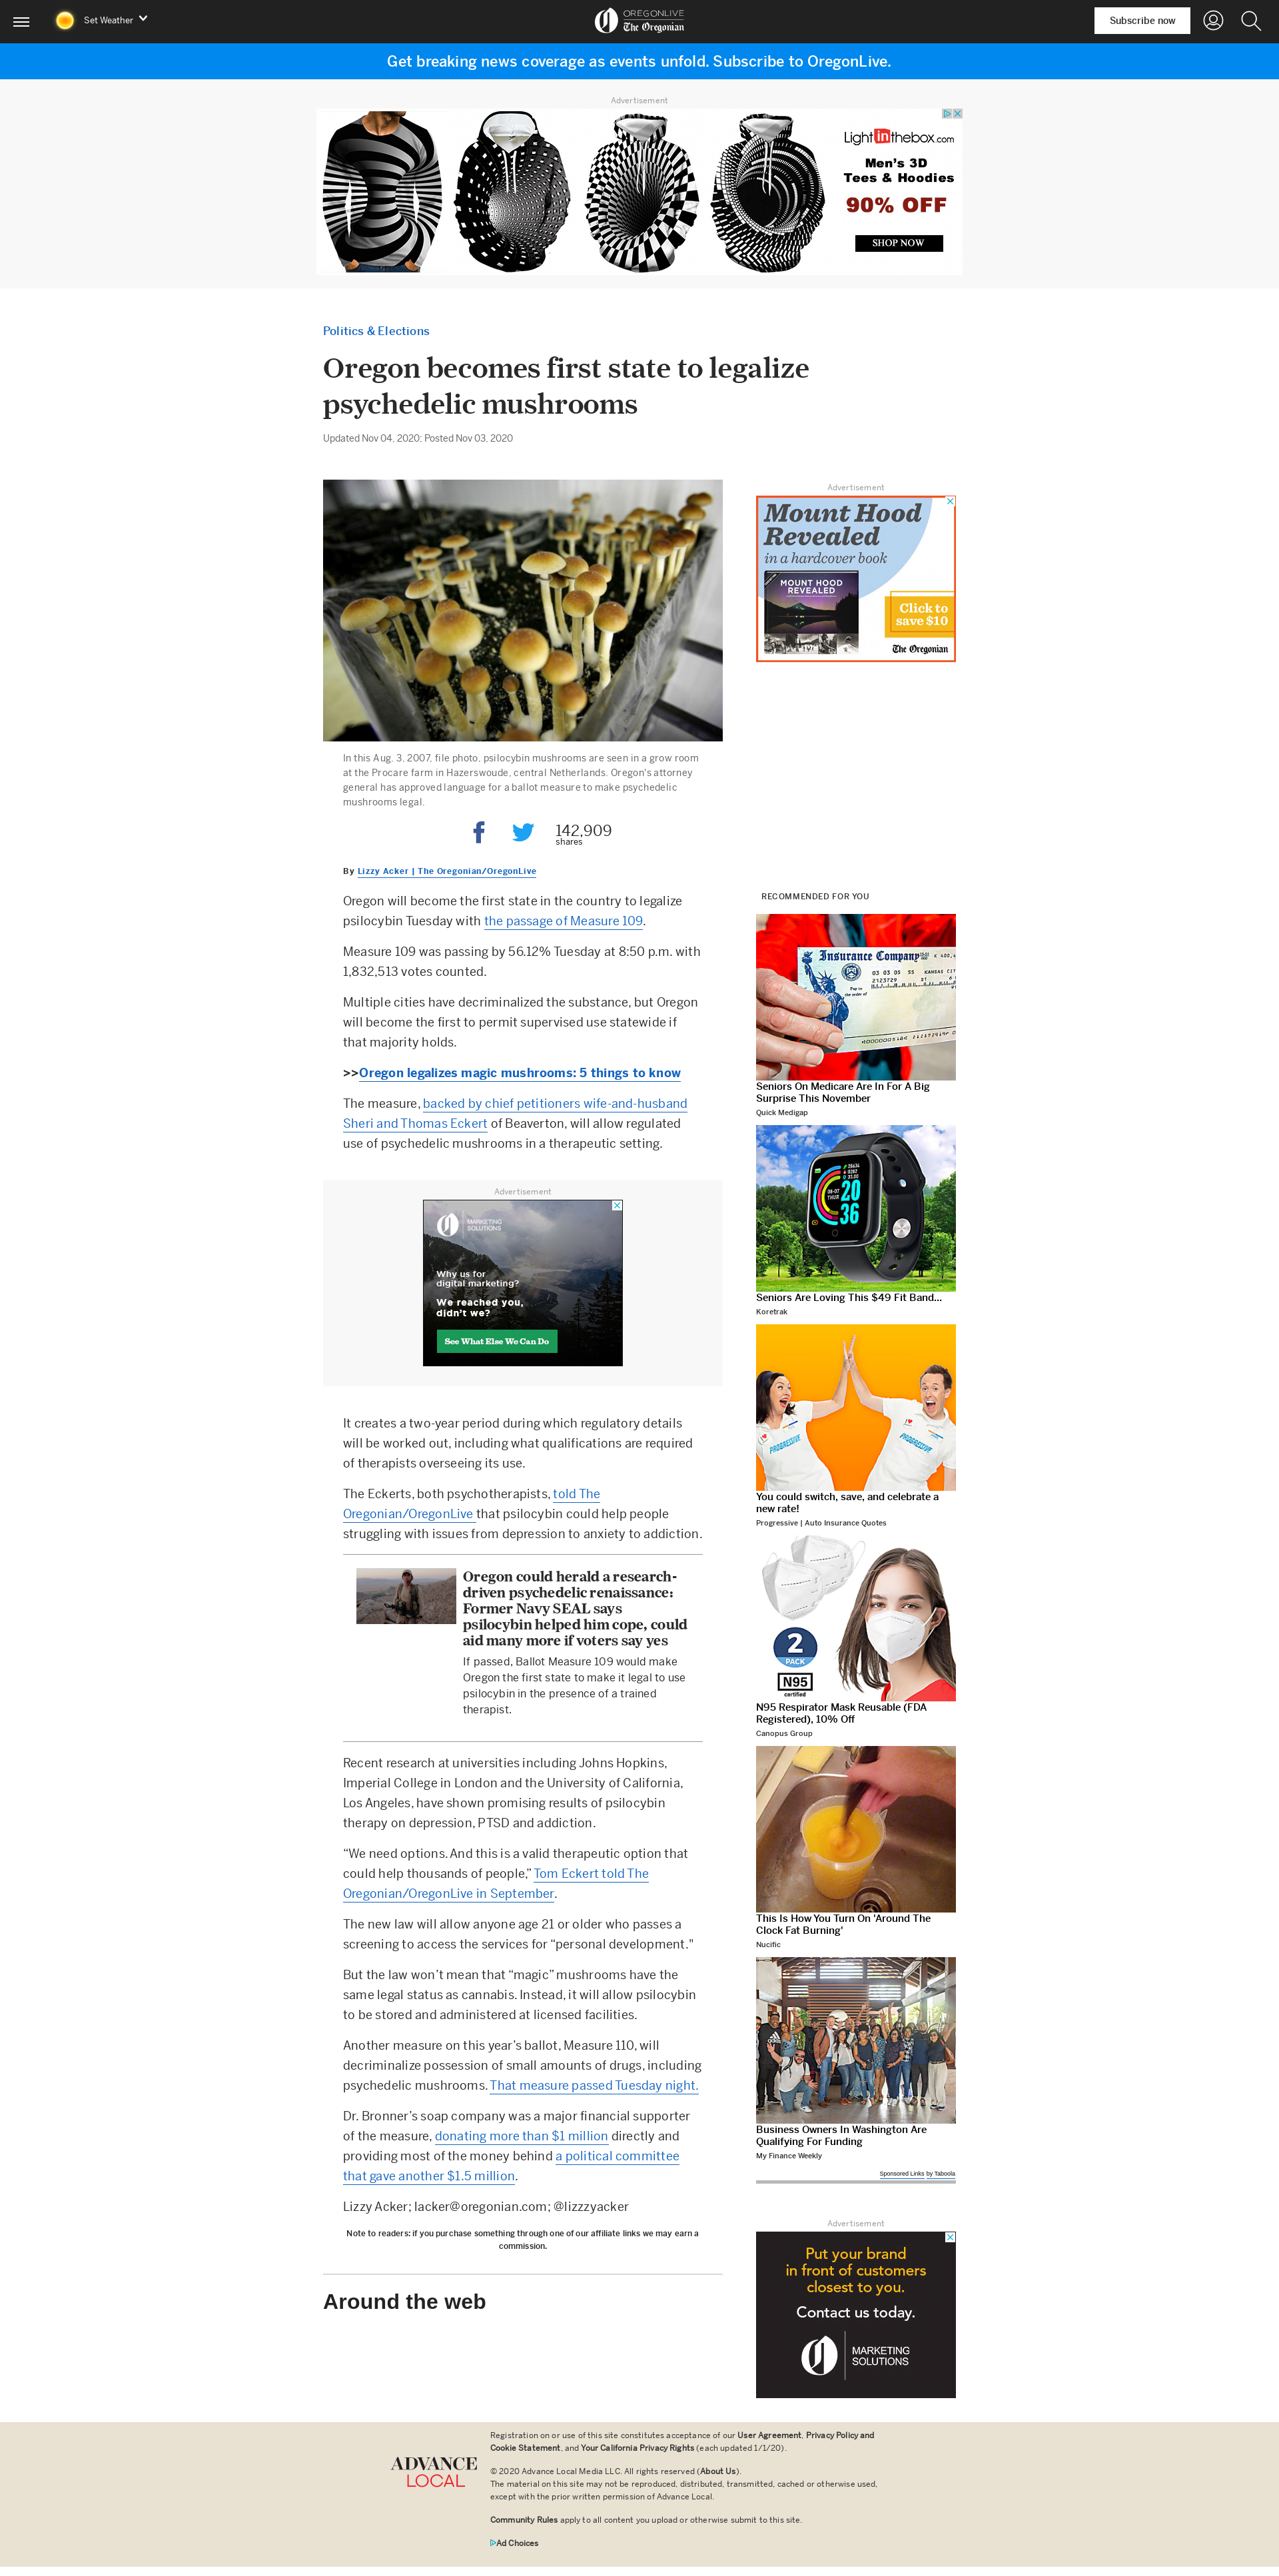 Set Weather
OREGONLIVE
The Oregonian
Subscribe now
Get breaking news coverage as events unfold. Subscribe to OregonLive.
Advertisement
Lightinthebox.com
Men's 3D
Tees & Hoodies
90% OFF
SHOP NOW
Politics & Elections
Oregon becomes first state to legalize
psychedelic mushrooms
Updated Nov 04, 2020; Posted Nov 03, 2020
In this Aug. 3, 2007, file photo, psilocybin mushrooms are seen in a grow room
at the Procare farm in Hazerswoude, central Netherlands. Oregon's attorney
general has approved language for a ballot measure to make psychedelic
mushrooms legal.
142,909
shares
By Lizzy Acker | The Oregonian/OregonLive
Oregon will become the first state in the country to legalize
psilocybin Tuesday with the passage of Measure 109.
Measure 109 was passing by 56.12% Tuesday at 8:50 p.m. with
1,832,513 votes counted.
Multiple cities have decriminalized the substance, but Oregon
will become the first to permit supervised use statewide if
that majority holds.
>>Oregon legalizes magic mushrooms: 5 things to know
The measure, backed by chief petitioners wife-and-husband
Sheri and Thomas Eckert of Beaverton, will allow regulated
use of psychedelic mushrooms in a therapeutic setting.
Advertisement
MARKETING
SOLUTIONS
Why us for
digital marketing?
We reached you,
didn't we?
See What Else We Can Do
It creates a two-year period during which regulatory details
will be worked out, including what qualifications are required
of therapists overseeing its use.
The Eckerts, both psychotherapists, told The
Oregonian/OregonLive that psilocybin could help people
struggling with issues from depression to anxiety to addiction.
Oregon could herald a research-
driven psychedelic renaissance:
Former Navy SEAL says
psilocybin helped him cope, could
aid many more if voters say yes
If passed, Ballot Measure 109 would make
Oregon the first state to make it legal to use
psilocybin in the presence of a trained
therapist.
Recent research at universities including Johns Hopkins,
Imperial College in London and the University of California,
Los Angeles, have shown promising results of psilocybin
therapy on depression, PTSD and addiction.
“We need options. And this is a valid therapeutic option that
could help thousands of people,” Tom Eckert told The
Oregonian/OregonLive in September.
The new law will allow anyone age 21 or older who passes a
screening to access the services for “personal development."
But the law won’t mean that “magic” mushrooms have the
same legal status as cannabis. Instead, it will allow psilocybin
to be stored and administered at licensed facilities.
Another measure on this year’s ballot, Measure 110, will
decriminalize possession of small amounts of drugs, including
psychedelic mushrooms. That measure passed Tuesday night.
Dr. Bronner’s soap company was a major financial supporter
of the measure, donating more than $1 million directly and
providing most of the money behind a political committee
that gave another $1.5 million.
Lizzy Acker; lacker@oregonian.com; @lizzzyacker
Note to readers: if you purchase something through one of our affiliate links we may earn a
commission.
Around the web
Advertisement
Mount Hood
Revealed
in a hardcover book
MOUNT HOOD
REVEALED
Click to
save $10
The Oregonian
RECOMMENDED FOR YOU
Insurance Company
Seniors On Medicare Are In For A Big
Surprise This November
Quick Medigap
20
36
Seniors Are Loving This $49 Fit Band...
Koretrak
PROGRESSIVE
PROGRESSIVE
You could switch, save, and celebrate a
new rate!
Progressive | Auto Insurance Quotes
2
PACK
N95
certified
N95 Respirator Mask Reusable (FDA
Registered), 10% Off
Canopus Group
This Is How You Turn On 'Around The
Clock Fat Burning'
Nucific
Business Owners In Washington Are
Qualifying For Funding
My Finance Weekly
Sponsored Links by Taboola
Advertisement
Put your brand
in front of customers
closest to you.
Contact us today.
MARKETING
SOLUTIONS
ADVANCE
LOCAL
Registration on or use of this site constitutes acceptance of our User Agreement, Privacy Policy and
Cookie Statement, and Your California Privacy Rights (each updated 1/1/20).
© 2020 Advance Local Media LLC. All rights reserved (About Us).
The material on this site may not be reproduced, distributed, transmitted, cached or otherwise used,
except with the prior written permission of Advance Local.
Community Rules apply to all content you upload or otherwise submit to this site.
Ad Choices